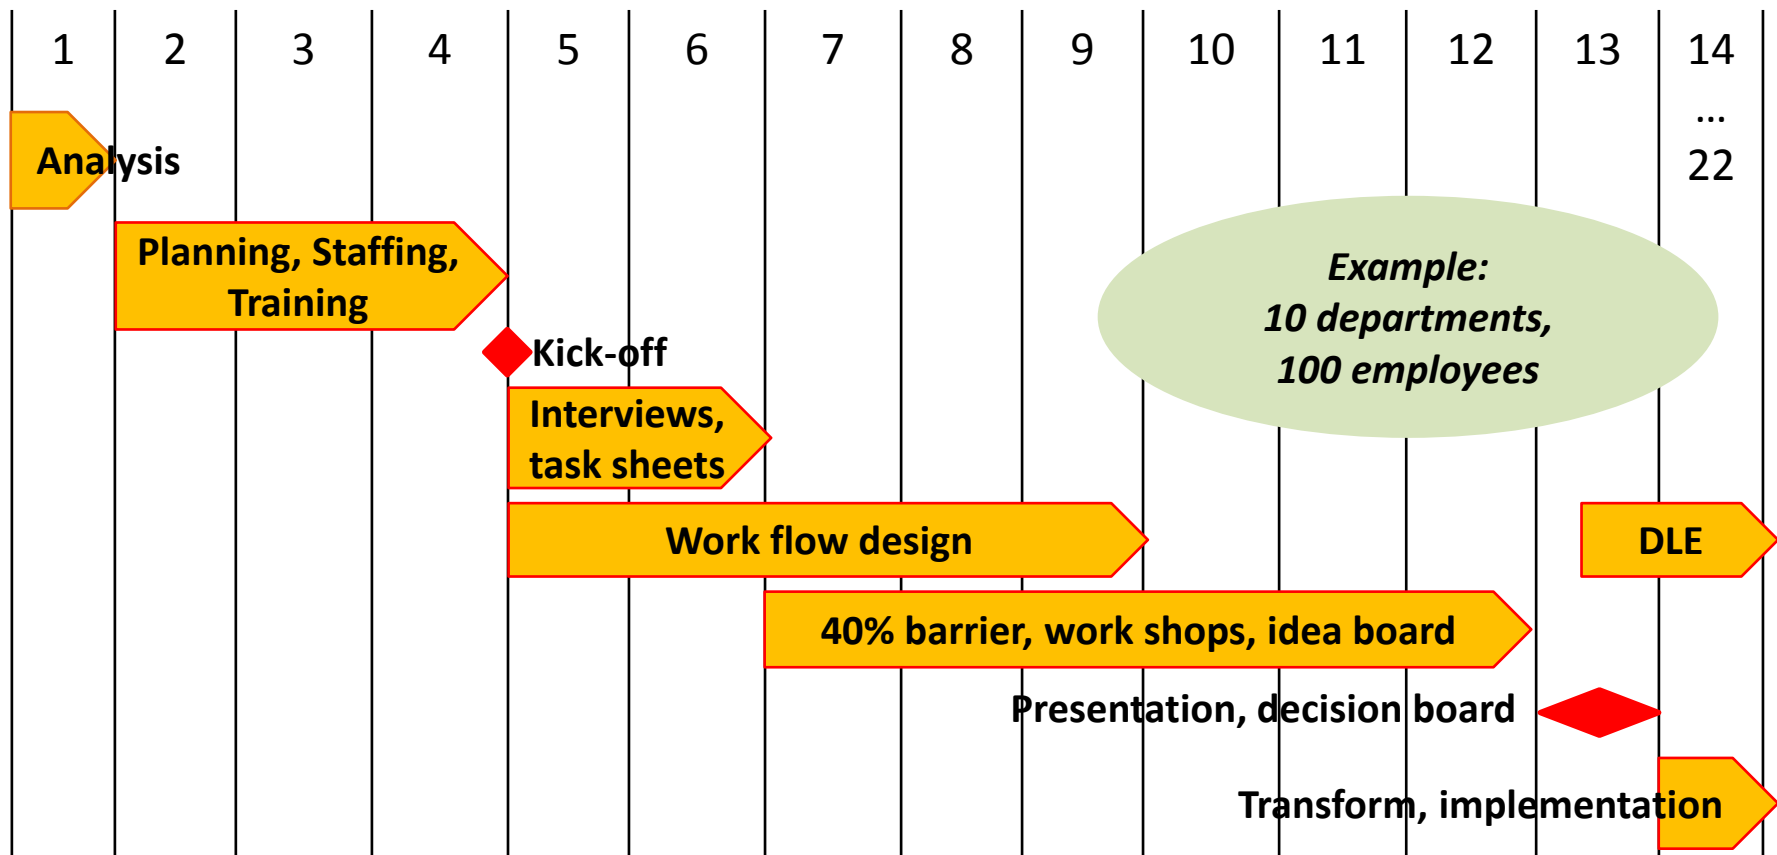 1 2 3 4 5 6 7 8 9 10 11 12 13 14
...
22
Analysis
Planning, Staffing,
Training
Example:
10 departments,
100 employees
Kick-off
Interviews,
task sheets
Work flow design
DLE
40% barrier, work shops, idea board
Presentation, decision board
Transform, implementation